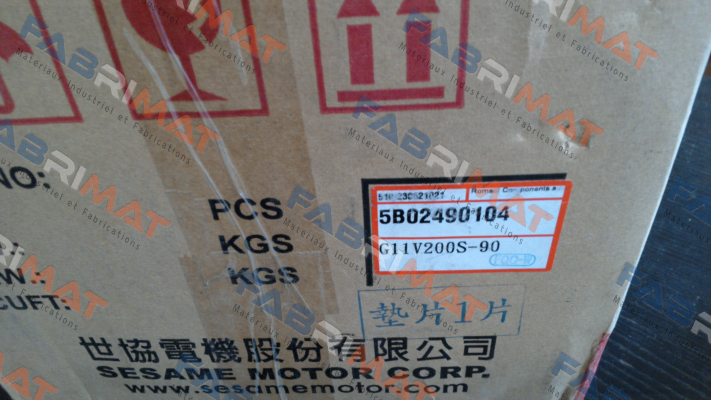 NO:
PCS
KGS
W.:
KGS
CUFT:
5B02490104
G11V200S-90
墊片1片
世協電機股份有限公司
SESAME MOTOR CORP.
www.sesamemotor.com
FABRIMAT
Materiaux Industriel et Fabrications